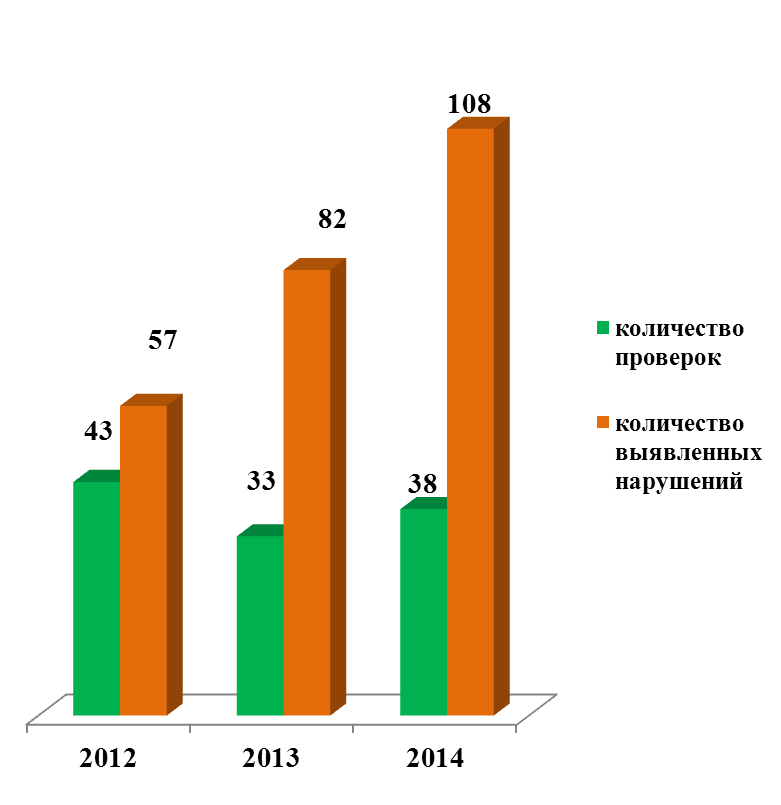 108
82
57
43
33
38
количество
проверок
количество
выявленных
нарушений
2012 2013 2014